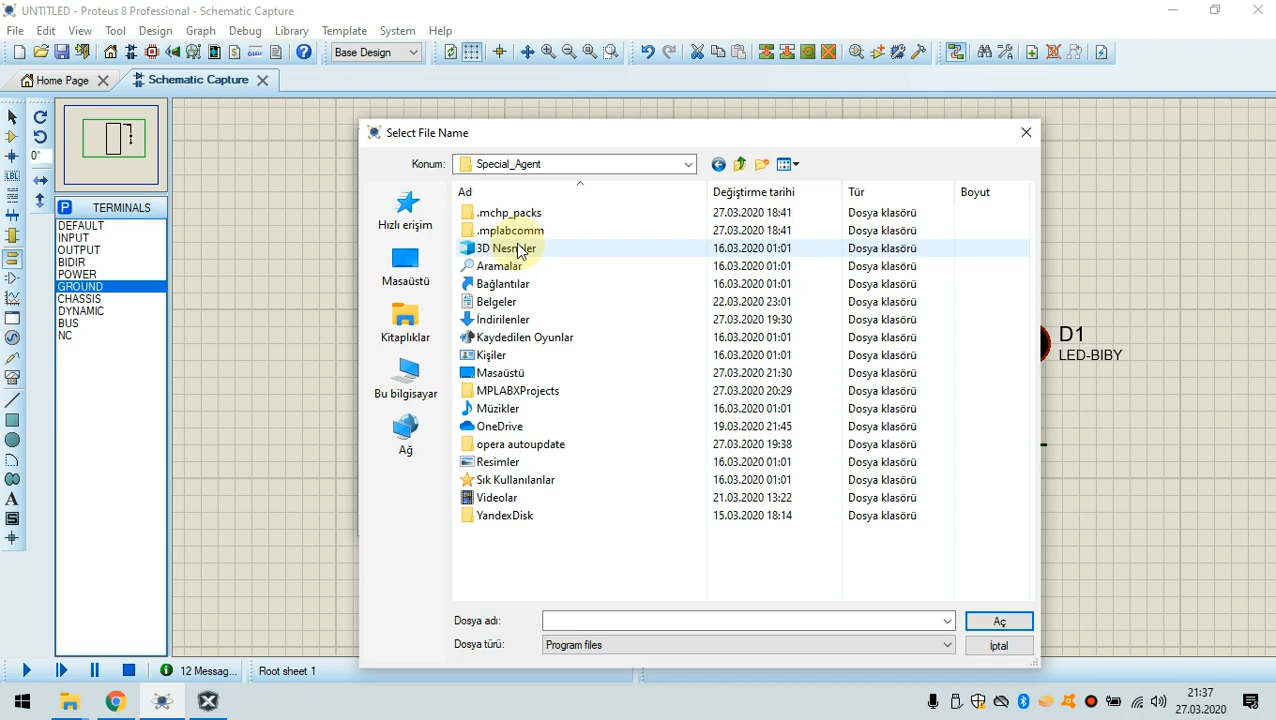 UNTITLED - Proteus 8 Professional - Schematic Capture
File Edit View Tool Design Graph Debug Library Template System Help
Base Design
Home Page
Schematic Capture
0°
LBL
A
P TERMINALS
DEFAULT
INPUT
OUTPUT
BIDIR
POWER
GROUND
CHASSIS
DYNAMIC
BUS
NC
Select File Name
Konum: Special_Agent
Hızlı erişim
Masaüstü
Kitaplıklar
Bu bilgisayar
Ağ
Ad Değiştirme tarihi Tür Boyut
.mchp_packs 27.03.2020 18:41 Dosya klasörü
.mplabcomm 27.03.2020 18:41 Dosya klasörü
3D Nesneler 16.03.2020 01:01 Dosya klasörü
Aramalar 16.03.2020 01:01 Dosya klasörü
Bağlantılar 16.03.2020 01:01 Dosya klasörü
Belgeler 22.03.2020 23:01 Dosya klasörü
İndirilenler 27.03.2020 19:30 Dosya klasörü
Kaydedilen Oyunlar 16.03.2020 01:01 Dosya klasörü
Kişiler 16.03.2020 01:01 Dosya klasörü
Masaüstü 27.03.2020 21:30 Dosya klasörü
MPLABXProjects 27.03.2020 20:29 Dosya klasörü
Müzikler 16.03.2020 01:01 Dosya klasörü
OneDrive 19.03.2020 21:45 Dosya klasörü
opera autoupdate 27.03.2020 19:38 Dosya klasörü
Resimler 16.03.2020 01:01 Dosya klasörü
Sık Kullanılanlar 16.03.2020 01:01 Dosya klasörü
Videolar 21.03.2020 13:22 Dosya klasörü
YandexDisk 15.03.2020 18:14 Dosya klasörü
Dosya adı: Aç
Dosya türü: Program files İptal
D1
LED-BIBY
12 Messag... Root sheet 1
21:37
27.03.2020